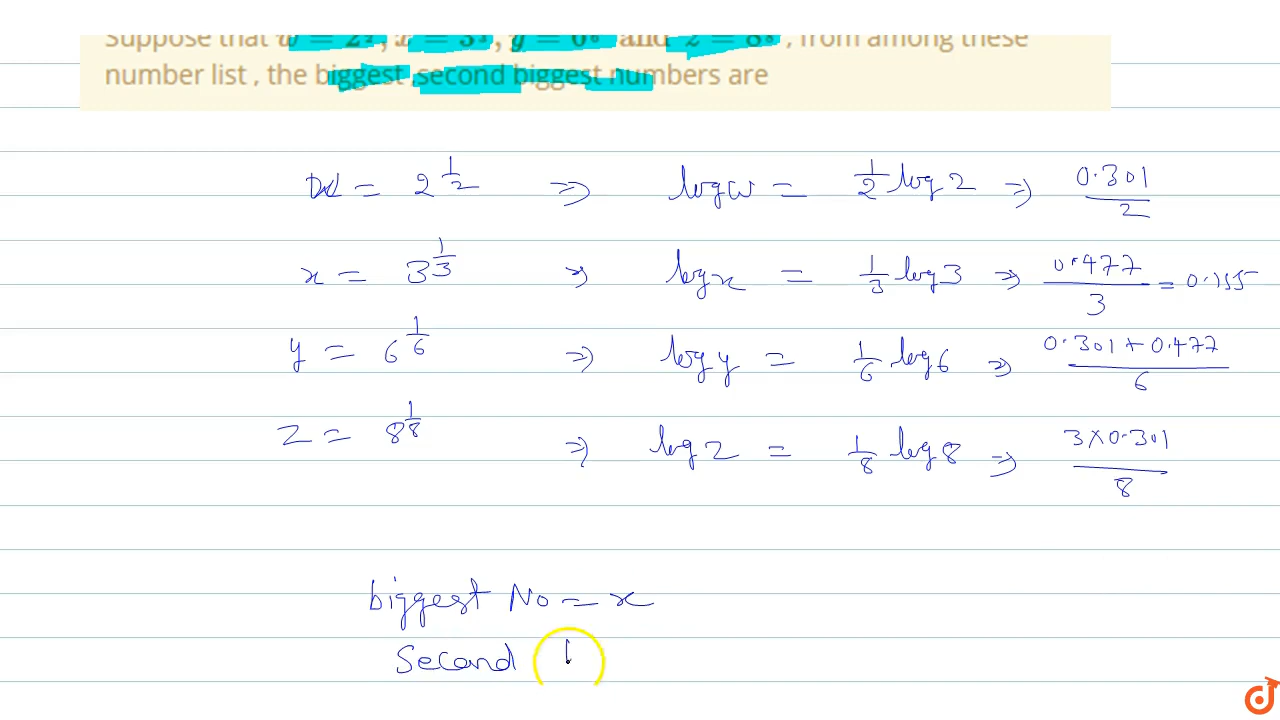 Suppose that w = 2^{1/2}, x = 3^{1/3}, y = 6^{1/6} and z = 8^{1/8} , from among these
number list , the biggest ,second biggest numbers are
w = 2^{1/2} ⇒ log w = 1/2 log 2 ⇒ 0.301/2
x = 3^{1/3} ⇒ log x = 1/3 log 3 ⇒ 0.477/3 = 0.155
y = 6^{1/6} ⇒ log y = 1/6 log 6 ⇒ 0.301 + 0.477/6
z = 8^{1/8} ⇒ log z = 1/8 log 8 ⇒ 3 × 0.301/8
biggest No = x
Second